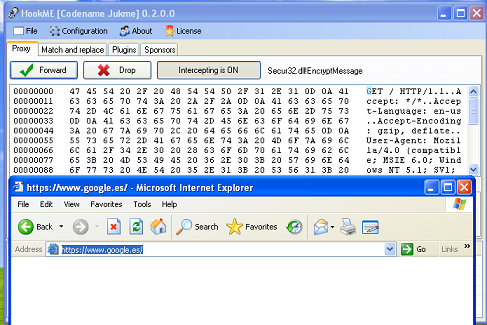 HookME [Codename Jukme] 0.2.0.0
File Configuration About License
Proxy Match and replace Plugins Sponsors
Forward Drop Intercepting is ON Secur32.dll!EncryptMessage
00000000 47 45 54 20 2F 20 48 54 54 50 2F 31 2E 31 0D 0A 41 GET / HTTP/1.1..A
00000011 63 63 65 70 74 3A 20 2A 2F 2A 0D 0A 41 63 63 65 70 ccept: */*..Accep
00000022 74 2D 4C 61 6E 67 75 61 67 65 3A 20 65 6E 2D 75 73 t-Language: en-us
00000033 0D 0A 41 63 63 65 70 74 2D 45 6E 63 6F 64 69 6E 67 ..Accept-Encoding
00000044 3A 20 67 7A 69 70 2C 20 64 65 66 6C 61 74 65 0D 0A : gzip, deflate..
00000055 55 73 65 72 2D 41 67 65 6E 74 3A 20 4D 6F 7A 69 6C User-Agent: Mozil
00000066 6C 61 2F 34 2E 30 20 28 63 6F 6D 70 61 74 69 62 6C la/4.0 (compatibl
00000077 65 3B 20 4D 53 49 45 20 36 2E 30 3B 20 57 69 6E 64 e; MSIE 6.0; Wind
00000088 6F 77 73 20 4E 54 20 35 2E 31 3B 20 53 56 31 3B 20 ows NT 5.1; SV1;
https://www.google.es/ - Microsoft Internet Explorer
File Edit View Favorites Tools Help
Back Search Favorites
Address https://www.google.es/ Go Links »